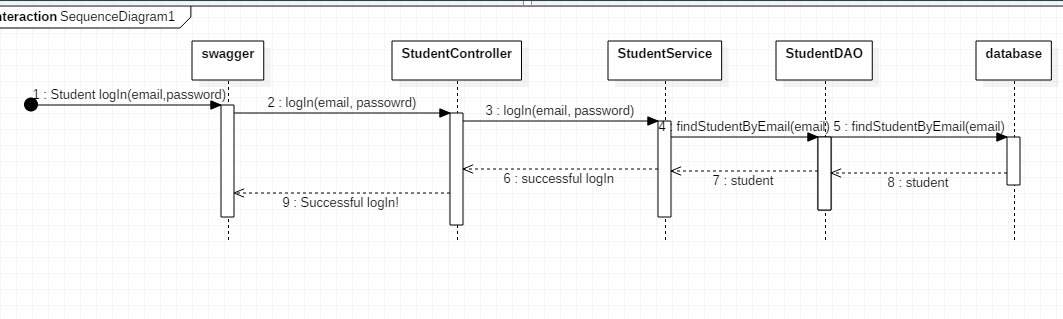 nteraction SequenceDiagram1
swagger
StudentController
StudentService
StudentDAO
database
1 : Student logIn(email,password)
2 : logIn(email, passowrd)
3 : logIn(email, password)
4 : findStudentByEmail(email)
5 : findStudentByEmail(email)
6 : successful logIn
7 : student
8 : student
9 : Successful logIn!